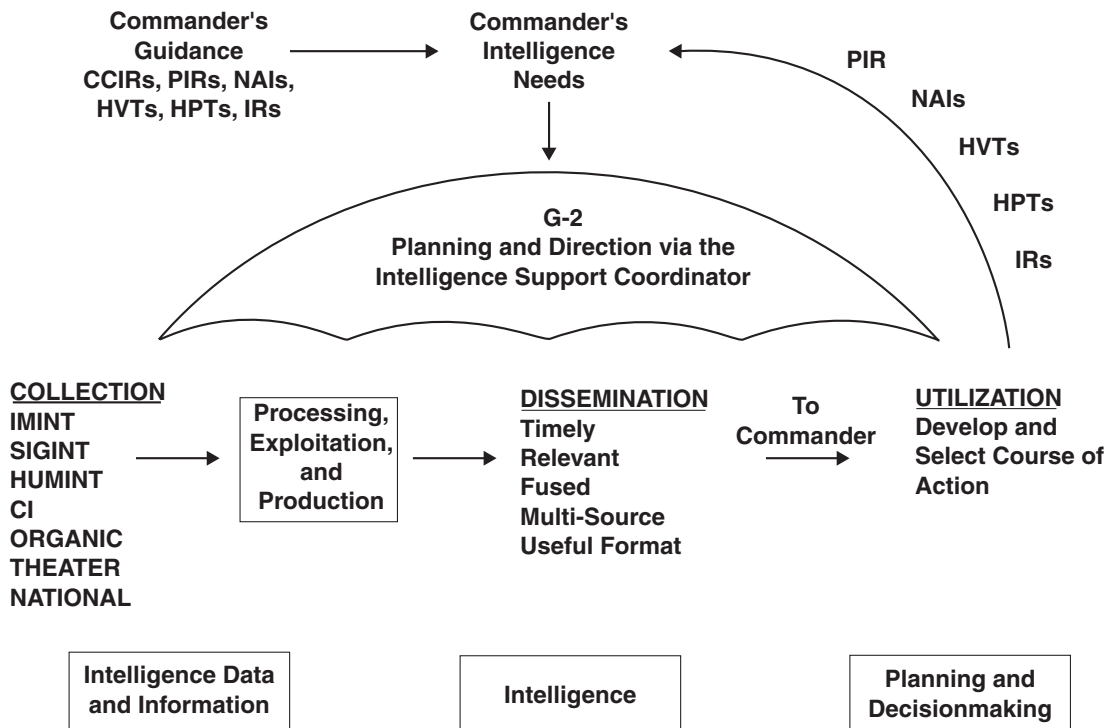 Commander's
Guidance
CCIRs, PIRs, NAIs,
HVTs, HPTs, IRs
Commander's
Intelligence
Needs
PIR
NAIs
HVTs
HPTs
IRs
G-2
Planning and Direction via the
Intelligence Support Coordinator
COLLECTION
IMINT
SIGINT
HUMINT
CI
ORGANIC
THEATER
NATIONAL
Processing,
Exploitation,
and
Production
DISSEMINATION
Timely
Relevant
Fused
Multi-Source
Useful Format
To
Commander
UTILIZATION
Develop and
Select Course of
Action
Intelligence Data
and Information
Intelligence
Planning and
Decisionmaking